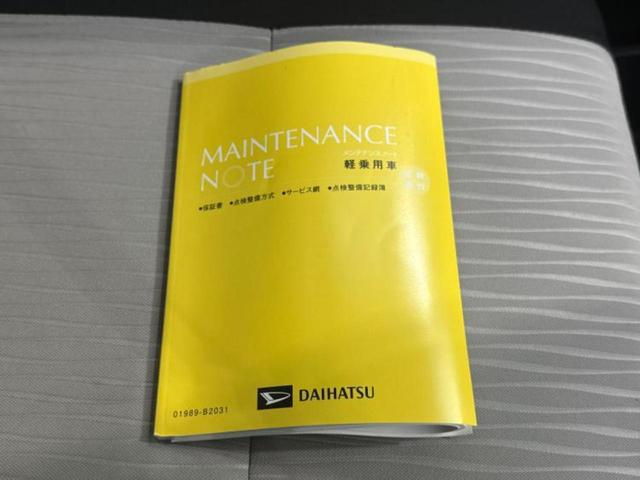 MAINTENANCE
NOTE
メンテナンスノート
軽乗用車
●保証書 ●点検整備方式 ●サービス網 ●点検整備記録簿
DAIHATSU
01989-B2031